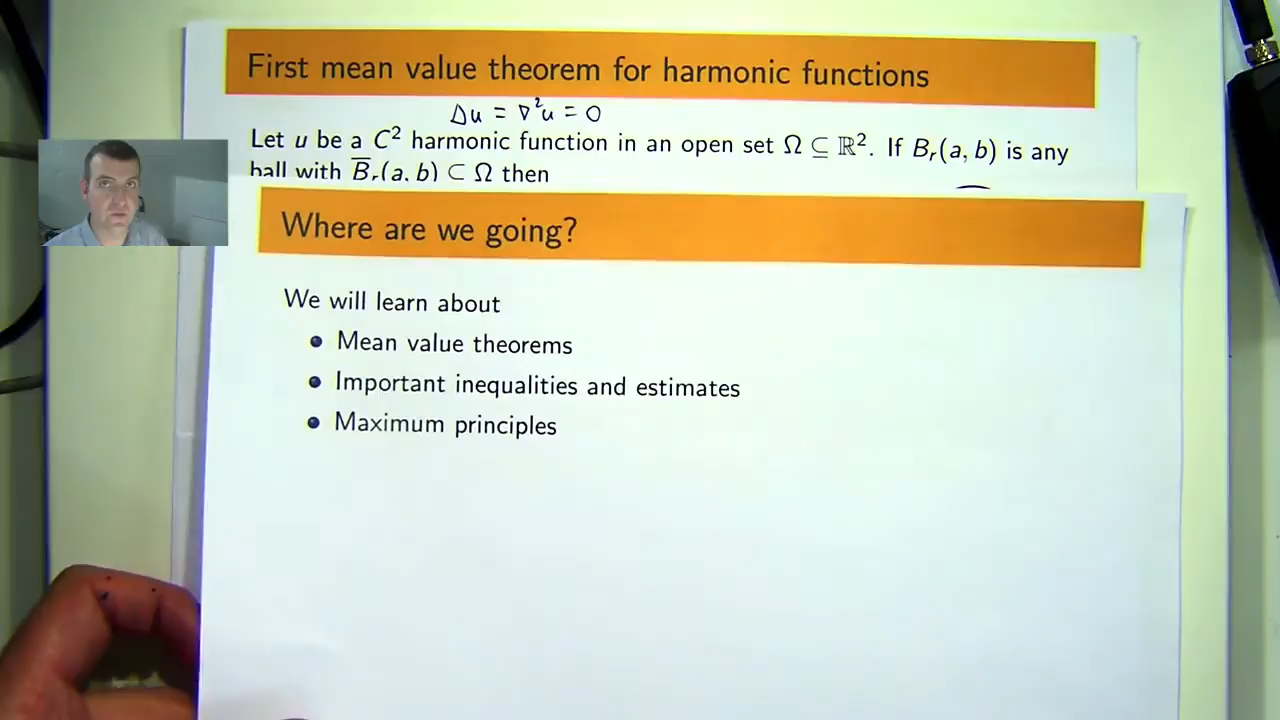 First mean value theorem for harmonic functions
Δu = ∇²u = 0
Let u be a C² harmonic function in an open set Ω ⊆ ℝ². If Bᵣ(a, b) is any
ball with B̅ᵣ(a, b) ⊂ Ω then
Where are we going?
We will learn about
• Mean value theorems
• Important inequalities and estimates
• Maximum principles